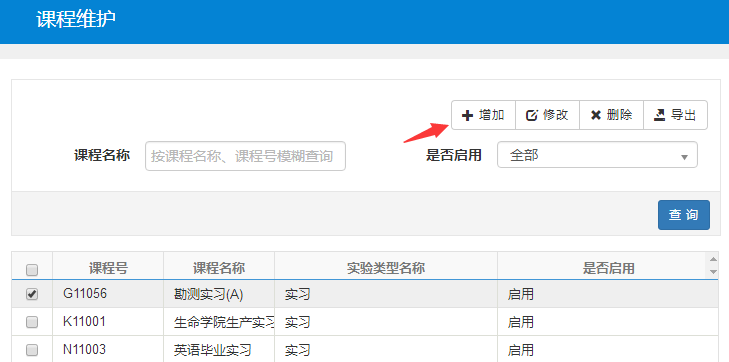 课程维护
增加 修改 删除 导出
课程名称 按课程名称、课程号模糊查询 是否启用 全部
查 询
课程号 课程名称 实验类型名称 是否启用
G11056 勘测实习(A) 实习 启用
K11001 生命学院生产实习 实习 启用
N11003 英语毕业实习 实习 启用